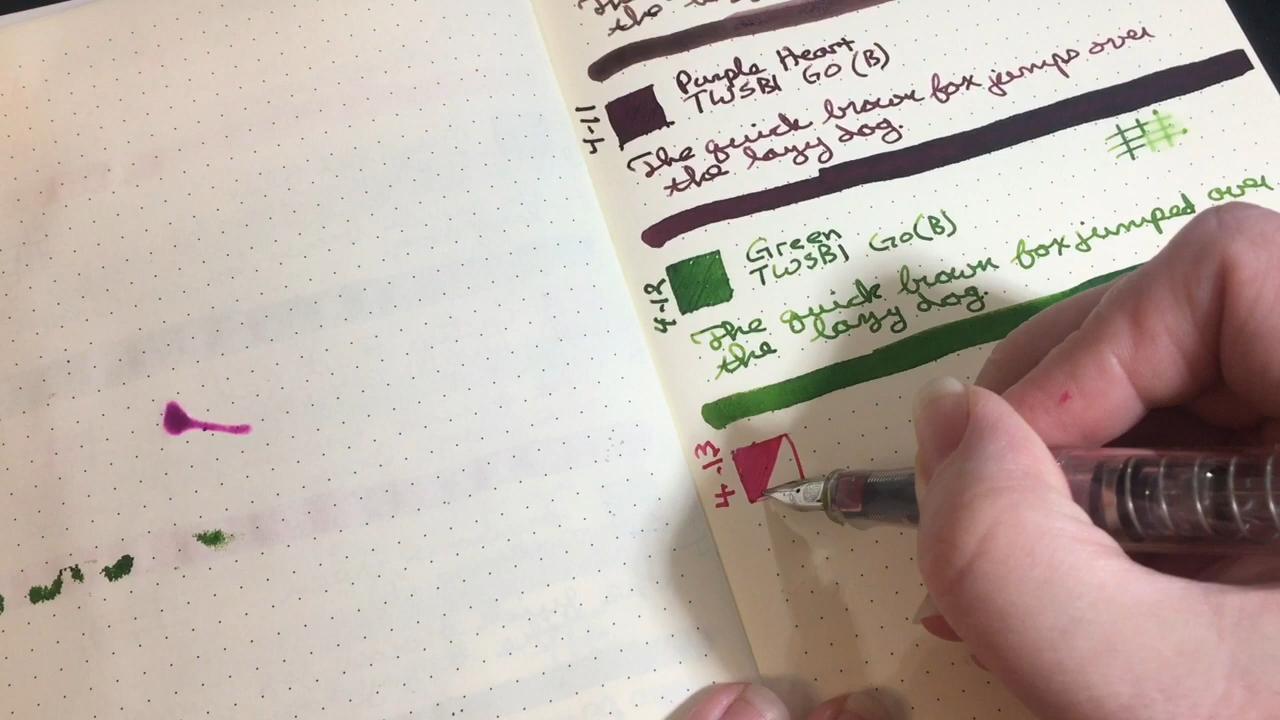 the
Purple Heart
TWSBI GO (B)
4-11
The quick brown fox jumps over
the lazy dog.
Green
TWSBI GO (B)
4-12
The quick brown fox jumped over
the lazy dog.
4-13